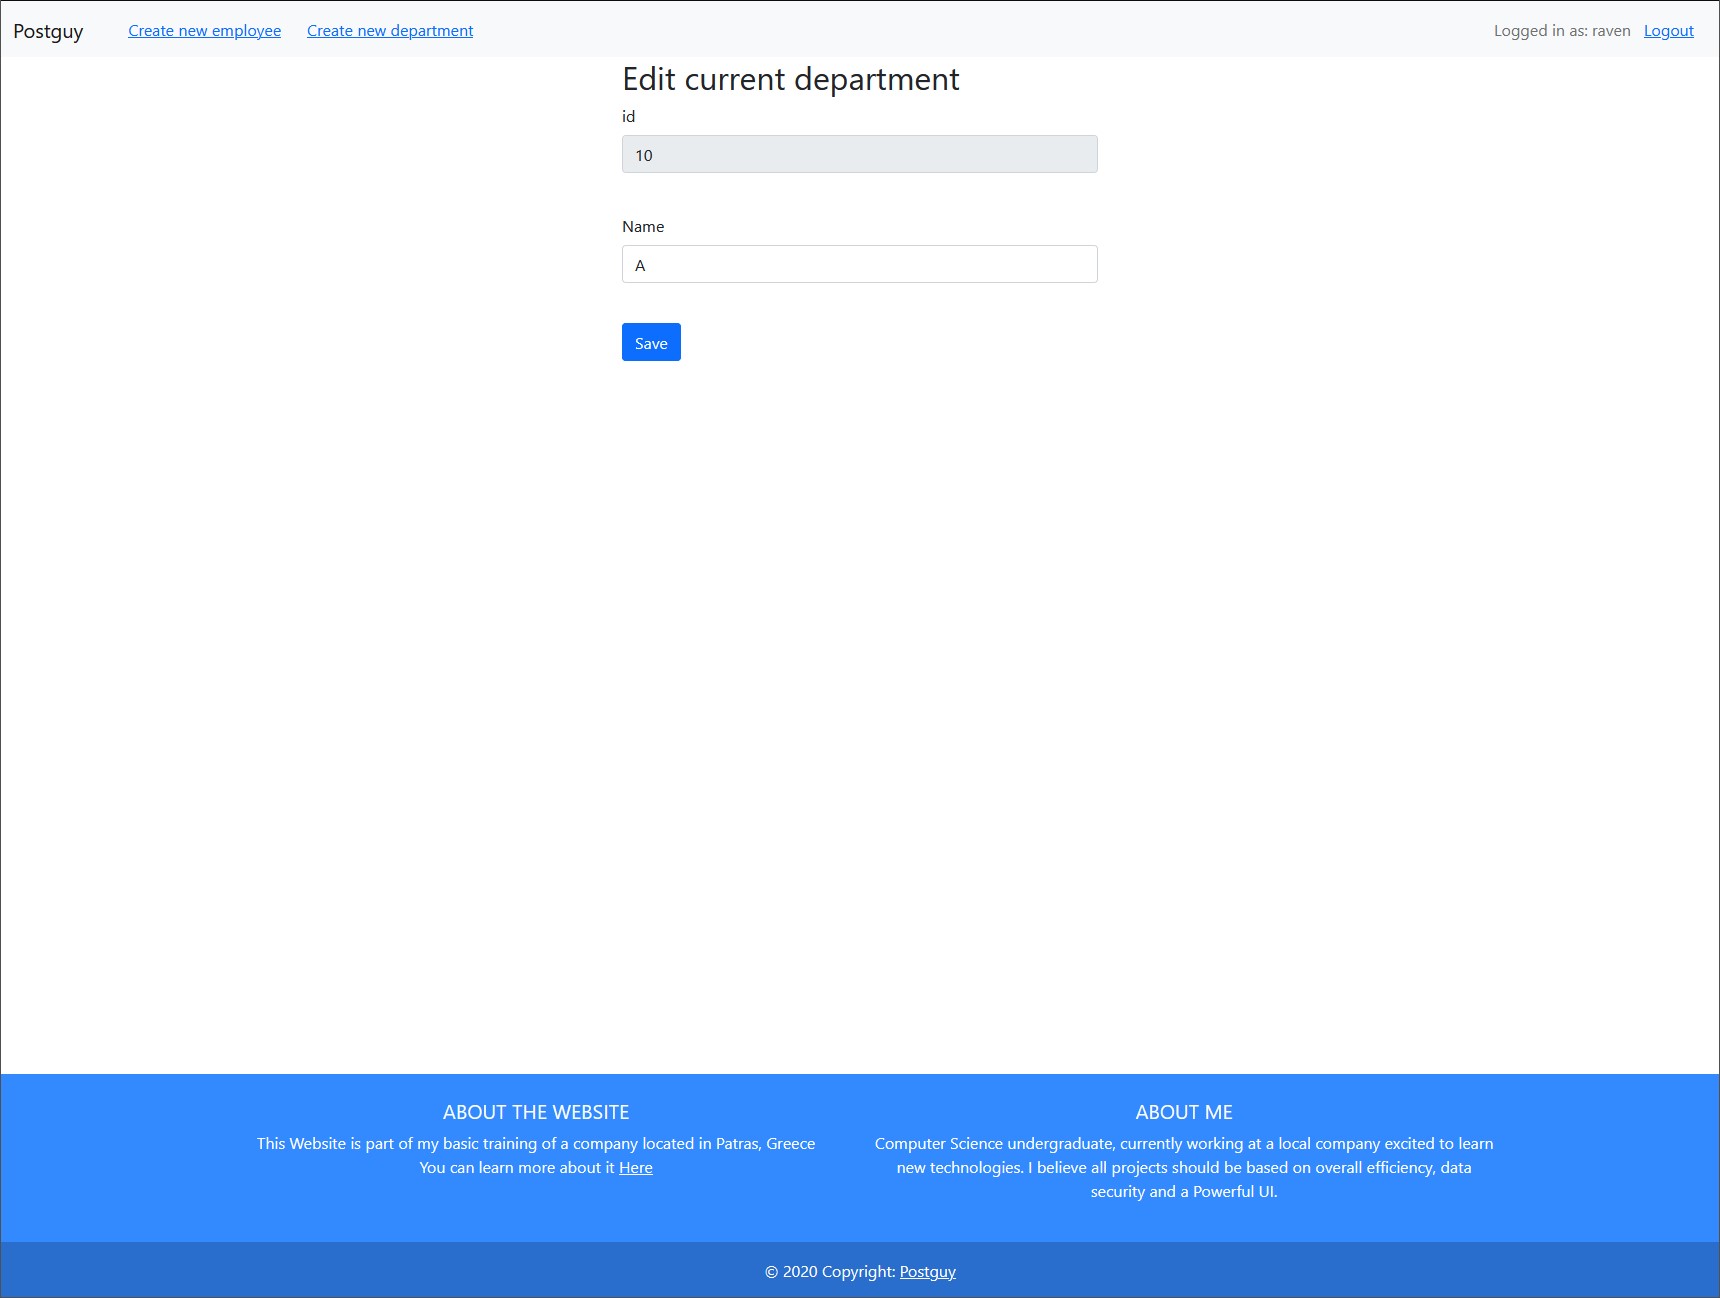 Postguy Create new employee Create new department Logged in as: raven Logout
Edit current department
id
10
Name
A
Save
ABOUT THE WEBSITE
This Website is part of my basic training of a company located in Patras, Greece
You can learn more about it Here
ABOUT ME
Computer Science undergraduate, currently working at a local company excited to learn
new technologies. I believe all projects should be based on overall efficiency, data
security and a Powerful UI.
© 2020 Copyright: Postguy